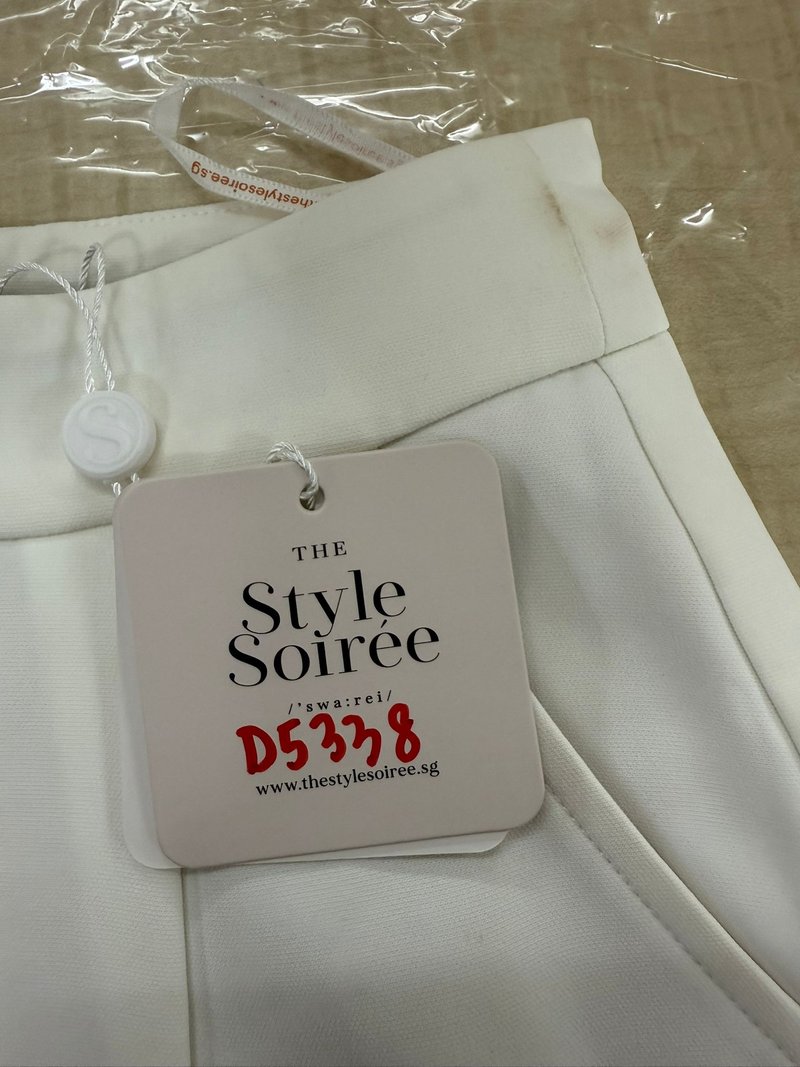 thestylesoiree.sg
S
THE
Style
Soirée
/'swa:rei/
D5338
www.thestylesoiree.sg